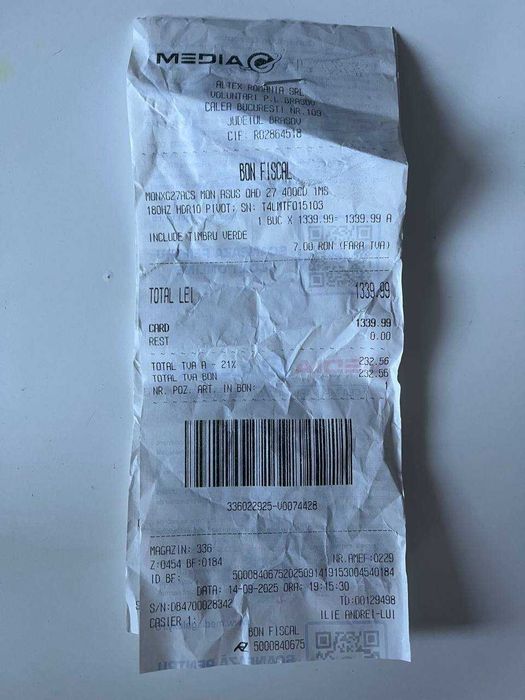 MEDIA
ALTEX ROMANIA SRL
VOLUNTARI P.L BRASOV
CALEA BUCURESTI NR.109
JUDETUL BRASOV
CIF: RO2864518
BON FISCAL
MONXG27ACS MON ASUS QHD 27 400CD 1MS
180HZ HDR10 PIVOT; SN: T4LMTF015103
1 BUC X 1339.99= 1339.99 A
INCLUDE TIMBRU VERDE
7.00 RON (FARA TVA)
TOTAL LEI 1339.99
CARD 1339.99
REST 0.00
TOTAL TVA A - 21% 232.56
TOTAL TVA BON 232.56
NR. POZ. ART. IN BON: 1
336022925-V0074428
MAGAZIN: 336
Z:0454 BF:0184 NR.AMEF:0229
ID BF: 50008406752025091419153004540184
DATA: 14-09-2025 ORA: 19:15:30
S/N:084700028342 TD:00129498
CASIER 1: ILIE ANDREI-LUI
BON FISCAL
5000840675